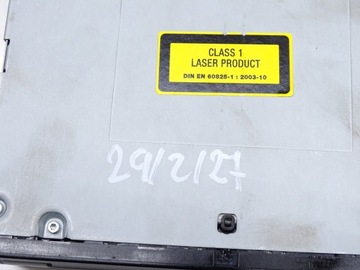 CLASS 1
LASER PRODUCT
DIN EN 60825-1 : 2003-10
29/2/27